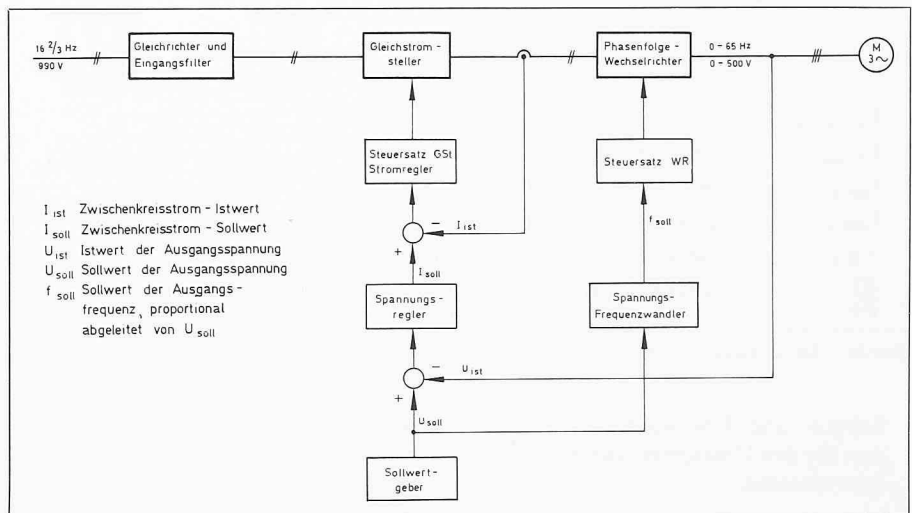 16 2/3 Hz
990 V
Gleichrichter und
Eingangsfilter
Gleichstrom-
steller
Phasenfolge-
Wechselrichter
0 – 65 Hz
0 – 500 V
M
3~
Steuersatz GSt
Stromregler
Steuersatz WR
I ist Zwischenkreisstrom - Istwert
I soll Zwischenkreisstrom - Sollwert
U ist Istwert der Ausgangsspannung
U soll Sollwert der Ausgangsspannung
f soll Sollwert der Ausgangs-
frequenz, proportional
abgeleitet von U soll
–
I ist
+
f soll
I soll
Spannungs-
regler
Spannungs-
Frequenzwandler
–
U ist
+
U soll
Sollwert-
geber